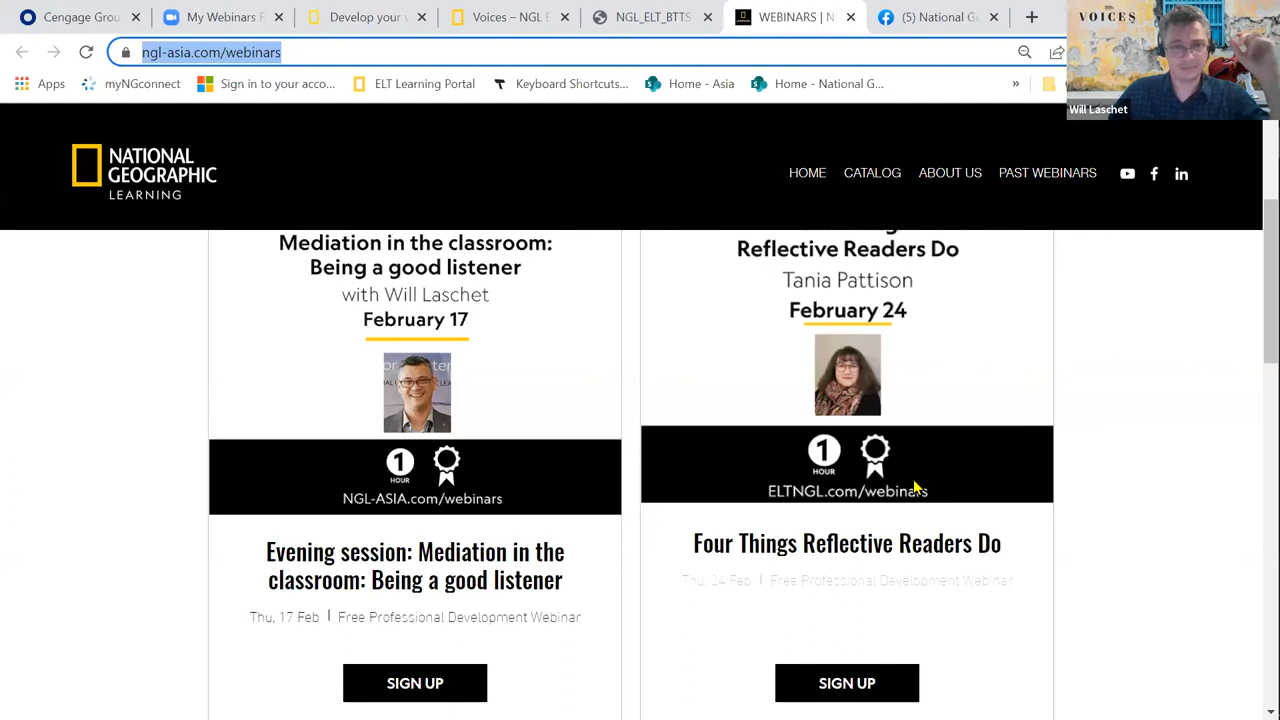 engage Grou
My Webinars
Develop your
Voices – NGL E
NGL_ELT_BTTS
WEBINARS | N
(5) National G
VOICES
ngl-asia.com/webinars
Apps
myNGconnect
Sign in to your acco...
ELT Learning Portal
Keyboard Shortcuts...
Home - Asia
Home - National G...
»
Will Laschet
NATIONAL
GEOGRAPHIC
LEARNING
HOME
CATALOG
ABOUT US
PAST WEBINARS
Mediation in the classroom:
Being a good listener
with Will Laschet
February 17
1
HOUR
NGL-ASIA.com/webinars
Evening session: Mediation in the
classroom: Being a good listener
Thu, 17 Feb | Free Professional Development Webinar
SIGN UP
Reflective Readers Do
Tania Pattison
February 24
1
HOUR
ELTNGL.com/webinars
Four Things Reflective Readers Do
Thu, 24 Feb | Free Professional Development Webinar
SIGN UP